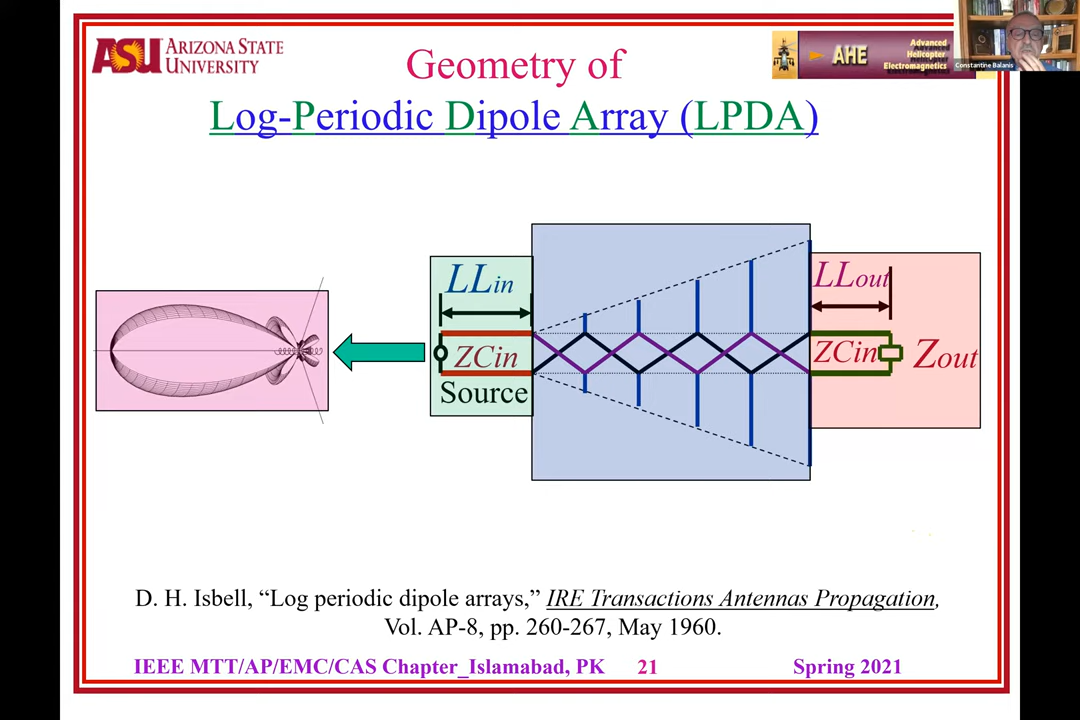 ASU ARIZONA STATE
UNIVERSITY
Geometry of
Log-Periodic Dipole Array (LPDA)
AHE
Advanced
Helicopter
Electromagnetics
Constantine Balanis
LLin
ZCin
Source
LLout
ZCin
Zout
D. H. Isbell, “Log periodic dipole arrays,” IRE Transactions Antennas Propagation,
Vol. AP-8, pp. 260-267, May 1960.
IEEE MTT/AP/EMC/CAS Chapter_Islamabad, PK 21 Spring 2021